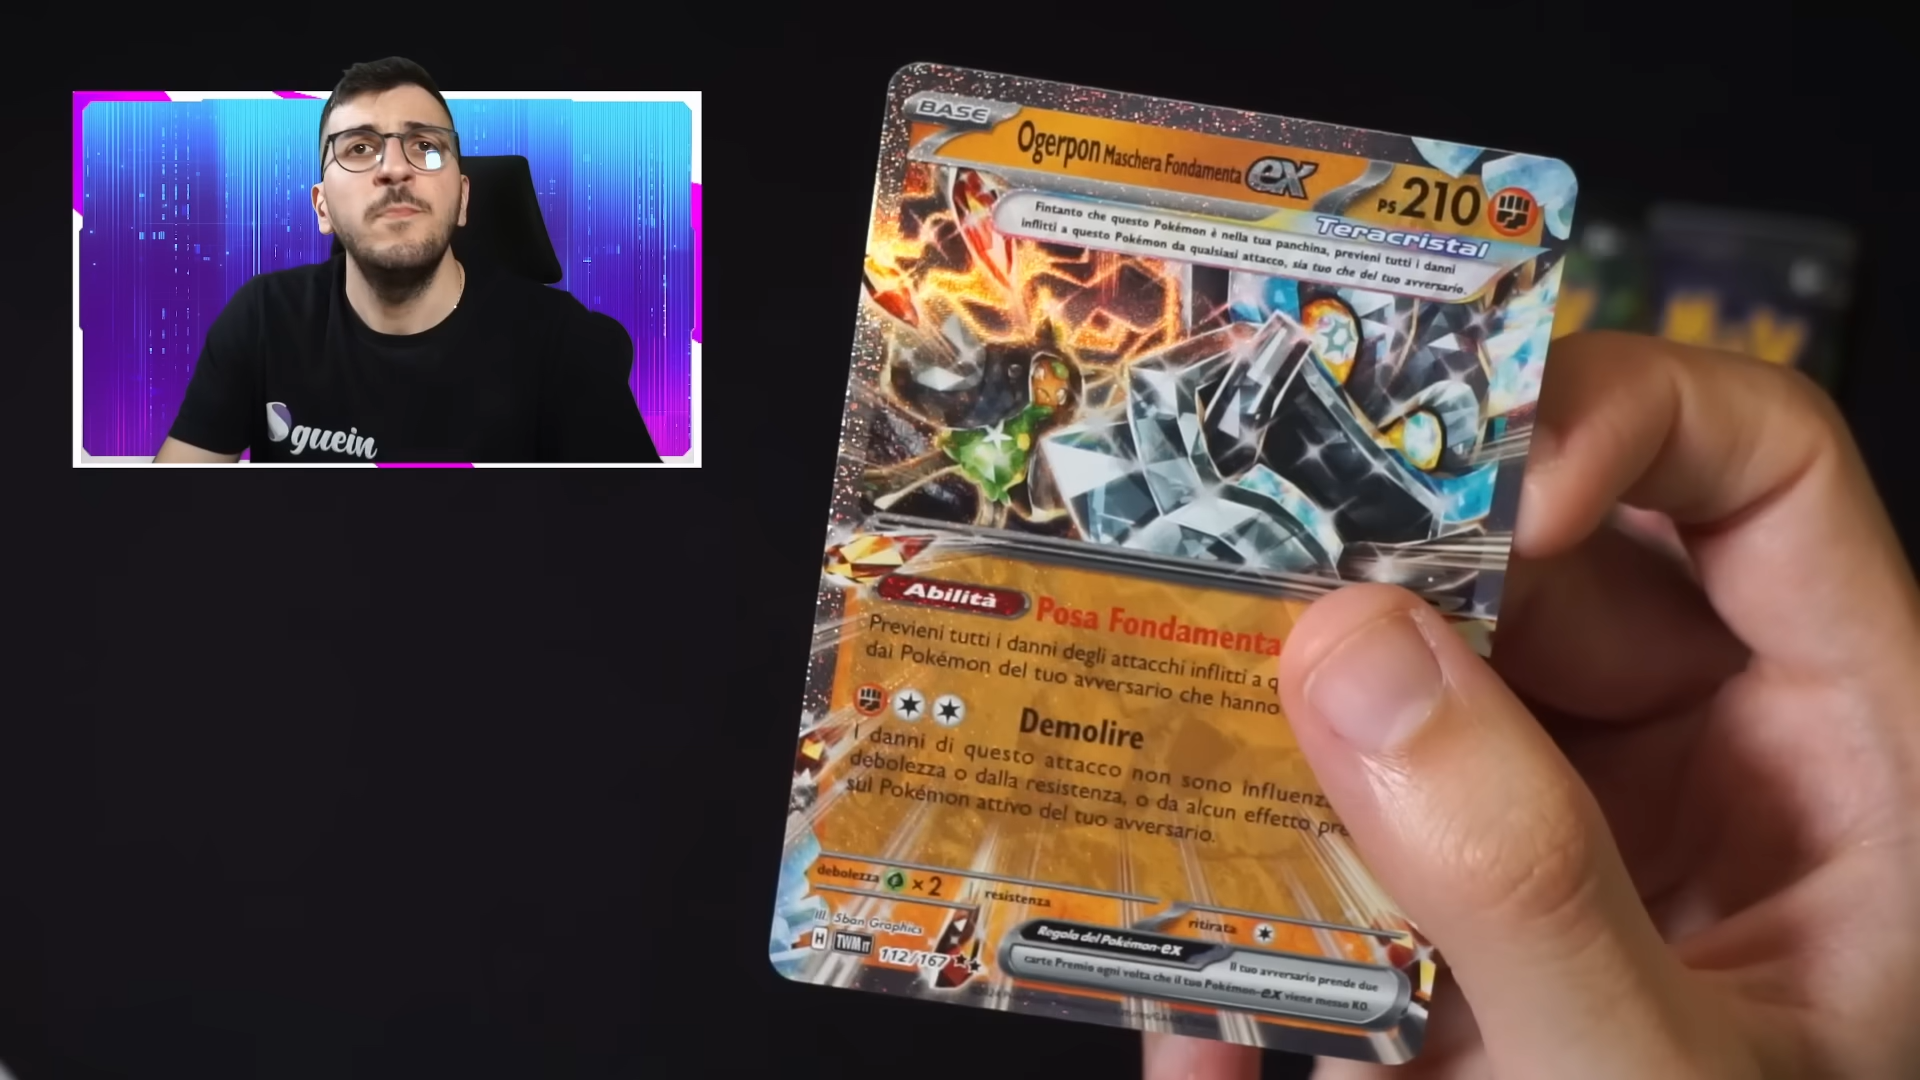 Sguein
BASE
Ogerpon Maschera Fondamenta ex
PS 210
Teracristal
Fintanto che questo Pokémon è nella tua panchina, previeni tutti i danni
inflitti a questo Pokémon da qualsiasi attacco, sia tuo che del tuo avversario.
Abilità Posa Fondamenta
Previeni tutti i danni degli attacchi inflitti a q
dai Pokémon del tuo avversario che hanno
Demolire
I danni di questo attacco non sono influenz
debolezza o dalla resistenza, o da alcun effetto pre
sul Pokémon attivo del tuo avversario.
debolezza ×2
resistenza
ritirata
Ill. 5ban Graphics
H TWM IT 112/167
Regola del Pokémon-ex
Il tuo avversario prende due
carte Premio ogni volta che il tuo Pokémon-ex viene messo KO.